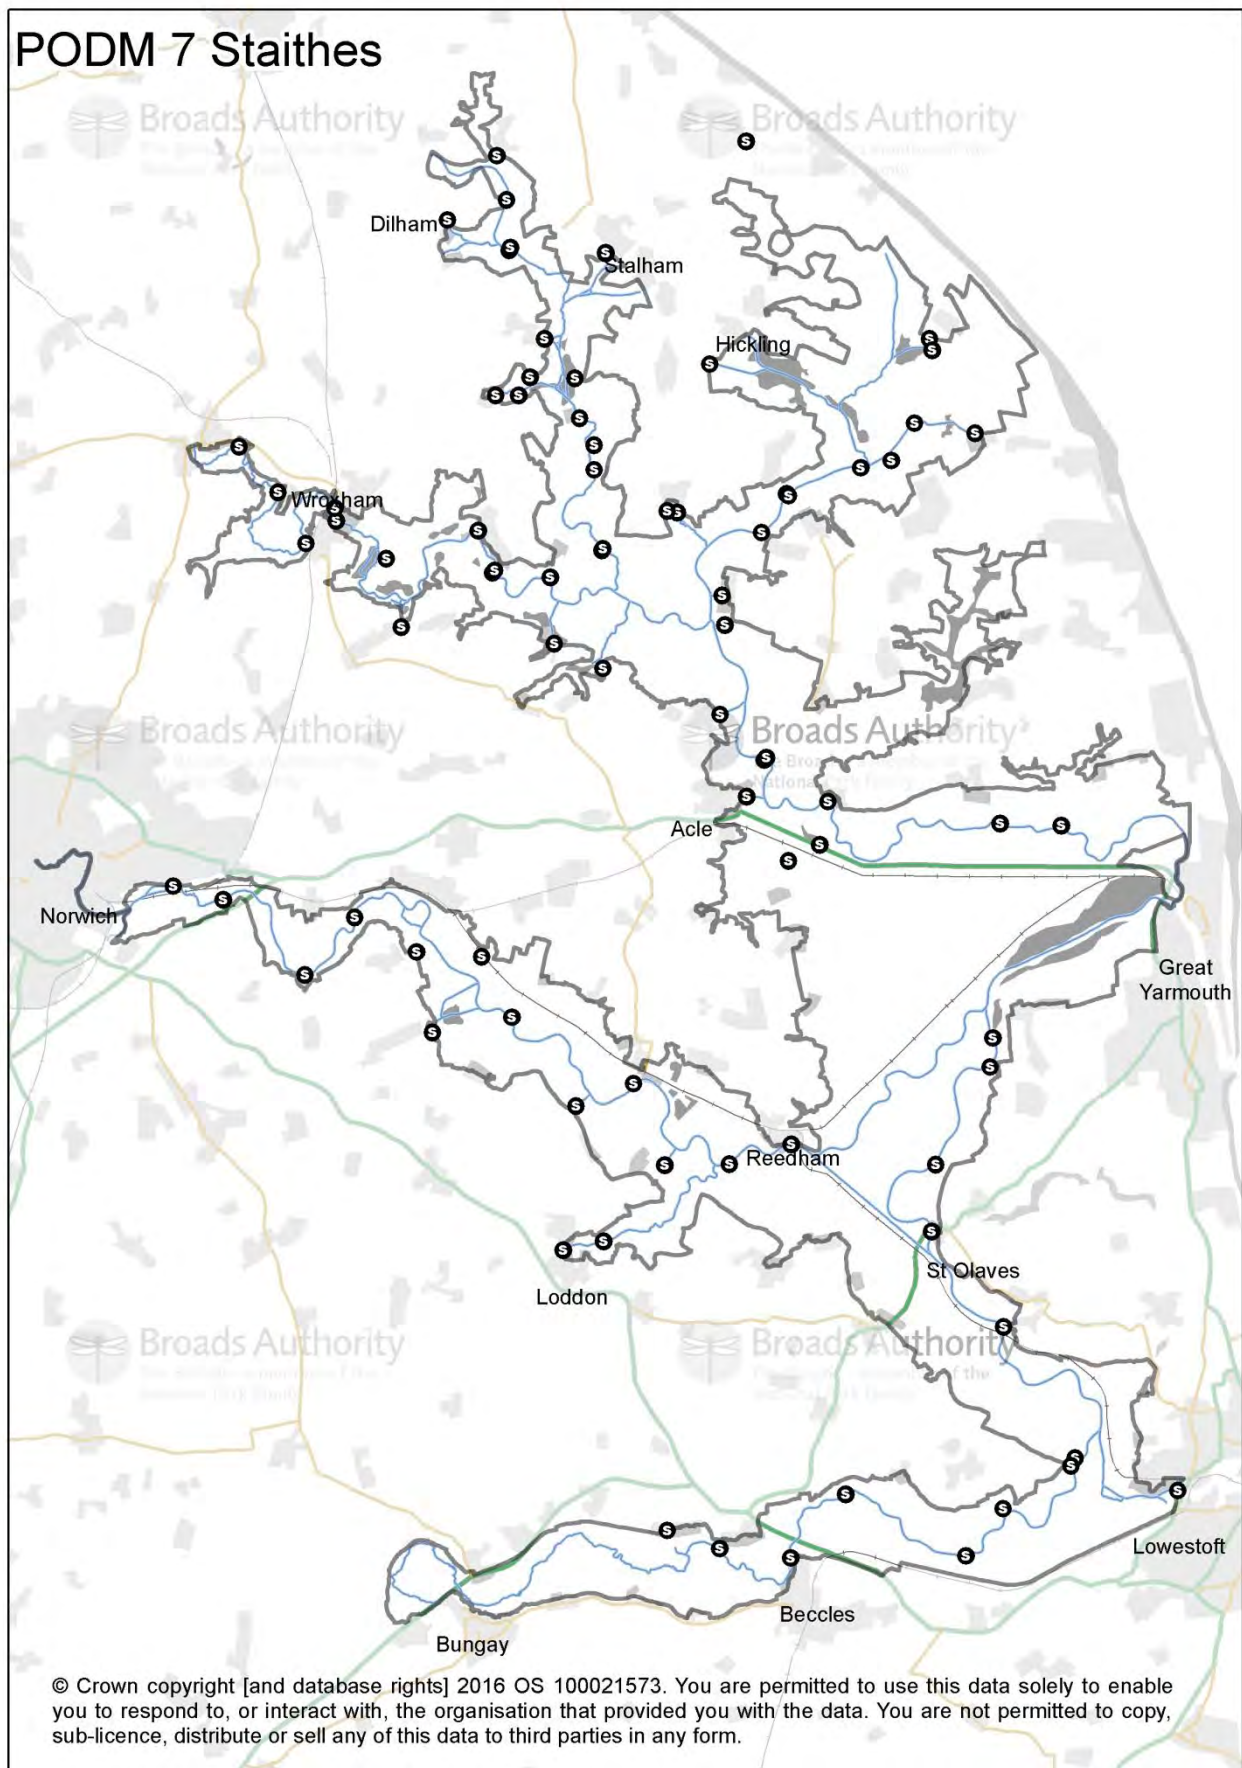 PODM 7 Staithes
Broads Authority
Broads Authority
Dilham
Stalham
Hickling
Wroxham
Broads Authority
Broads Authority
Acle
Norwich
Great
Yarmouth
Reedham
St Olaves
Loddon
Broads Authority
Broads Authority
Lowestoft
Beccles
Bungay
© Crown copyright [and database rights] 2016 OS 100021573. You are permitted to use this data solely to enable
you to respond to, or interact with, the organisation that provided you with the data. You are not permitted to copy,
sub-licence, distribute or sell any of this data to third parties in any form.